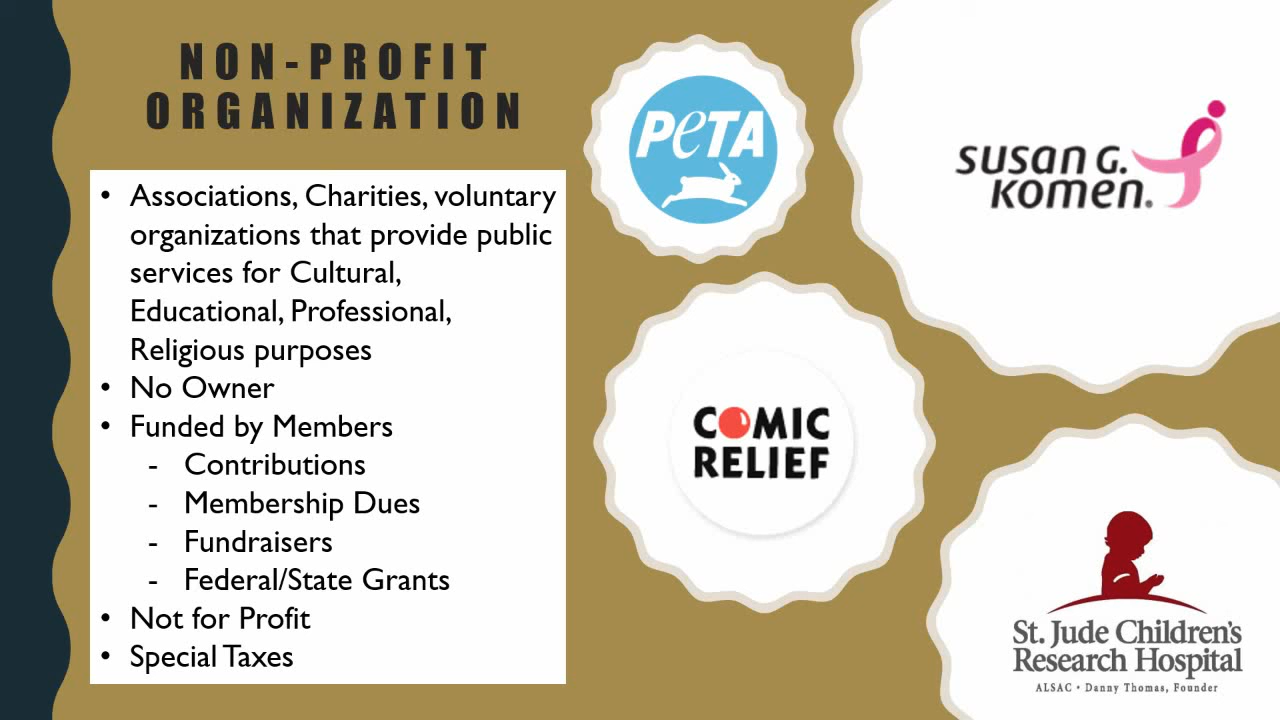 NON-PROFIT
ORGANIZATION
• Associations, Charities, voluntary
organizations that provide public
services for Cultural,
Educational, Professional,
Religious purposes
• No Owner
• Funded by Members
- Contributions
- Membership Dues
- Fundraisers
- Federal/State Grants
• Not for Profit
• Special Taxes
PeTA
susan G.
komen®
COMIC
RELIEF
St. Jude Children's
Research Hospital
ALSAC • Danny Thomas, Founder